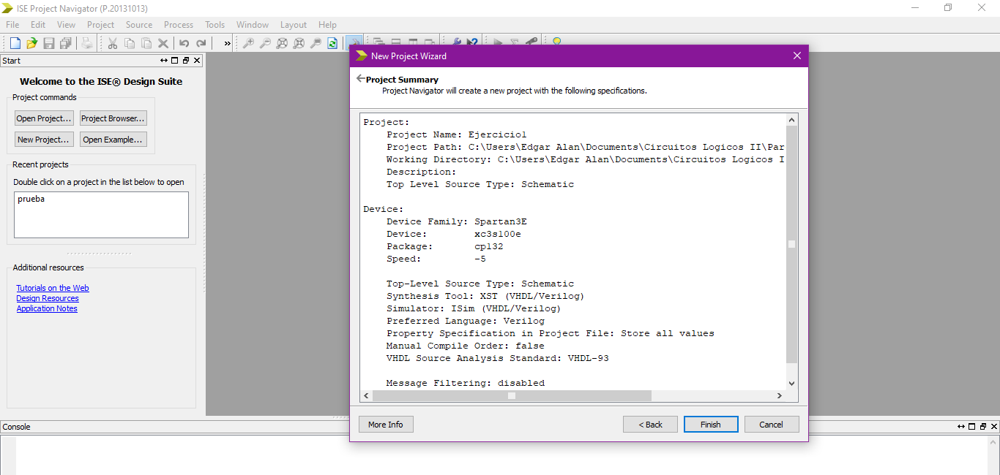 ISE Project Navigator (P.20131013)
File Edit View Project Source Process Tools Window Layout Help
»
Start
Welcome to the ISE® Design Suite
Project commands
Open Project... Project Browser...
New Project... Open Example...
Recent projects
Double click on a project in the list below to open
prueba
Additional resources
Tutorials on the Web
Design Resources
Application Notes
Console
New Project Wizard
Project Summary
Project Navigator will create a new project with the following specifications.
Project:
Project Name: Ejercicio1
Project Path: C:\Users\Edgar Alan\Documents\Circuitos Logicos II\Par
Working Directory: C:\Users\Edgar Alan\Documents\Circuitos Logicos I
Description:
Top Level Source Type: Schematic
Device:
Device Family: Spartan3E
Device: xc3s100e
Package: cp132
Speed: -5
Top-Level Source Type: Schematic
Synthesis Tool: XST (VHDL/Verilog)
Simulator: ISim (VHDL/Verilog)
Preferred Language: Verilog
Property Specification in Project File: Store all values
Manual Compile Order: false
VHDL Source Analysis Standard: VHDL-93
Message Filtering: disabled
More Info < Back Finish Cancel